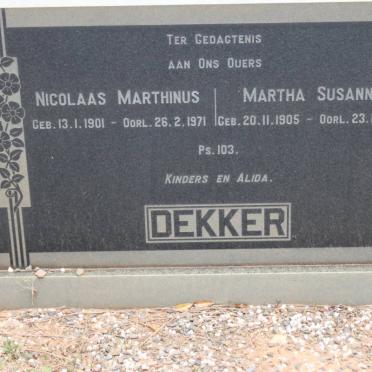 TER GEDAGTENIS
AAN ONS OUERS
NICOLAAS MARTHINUS
GEB. 13.1.1901 - OORL. 26.2.1971
MARTHA SUSANN
GEB. 20.11.1905 - OORL. 23.
PS. 103.
KINDERS EN ALIDA.
DEKKER